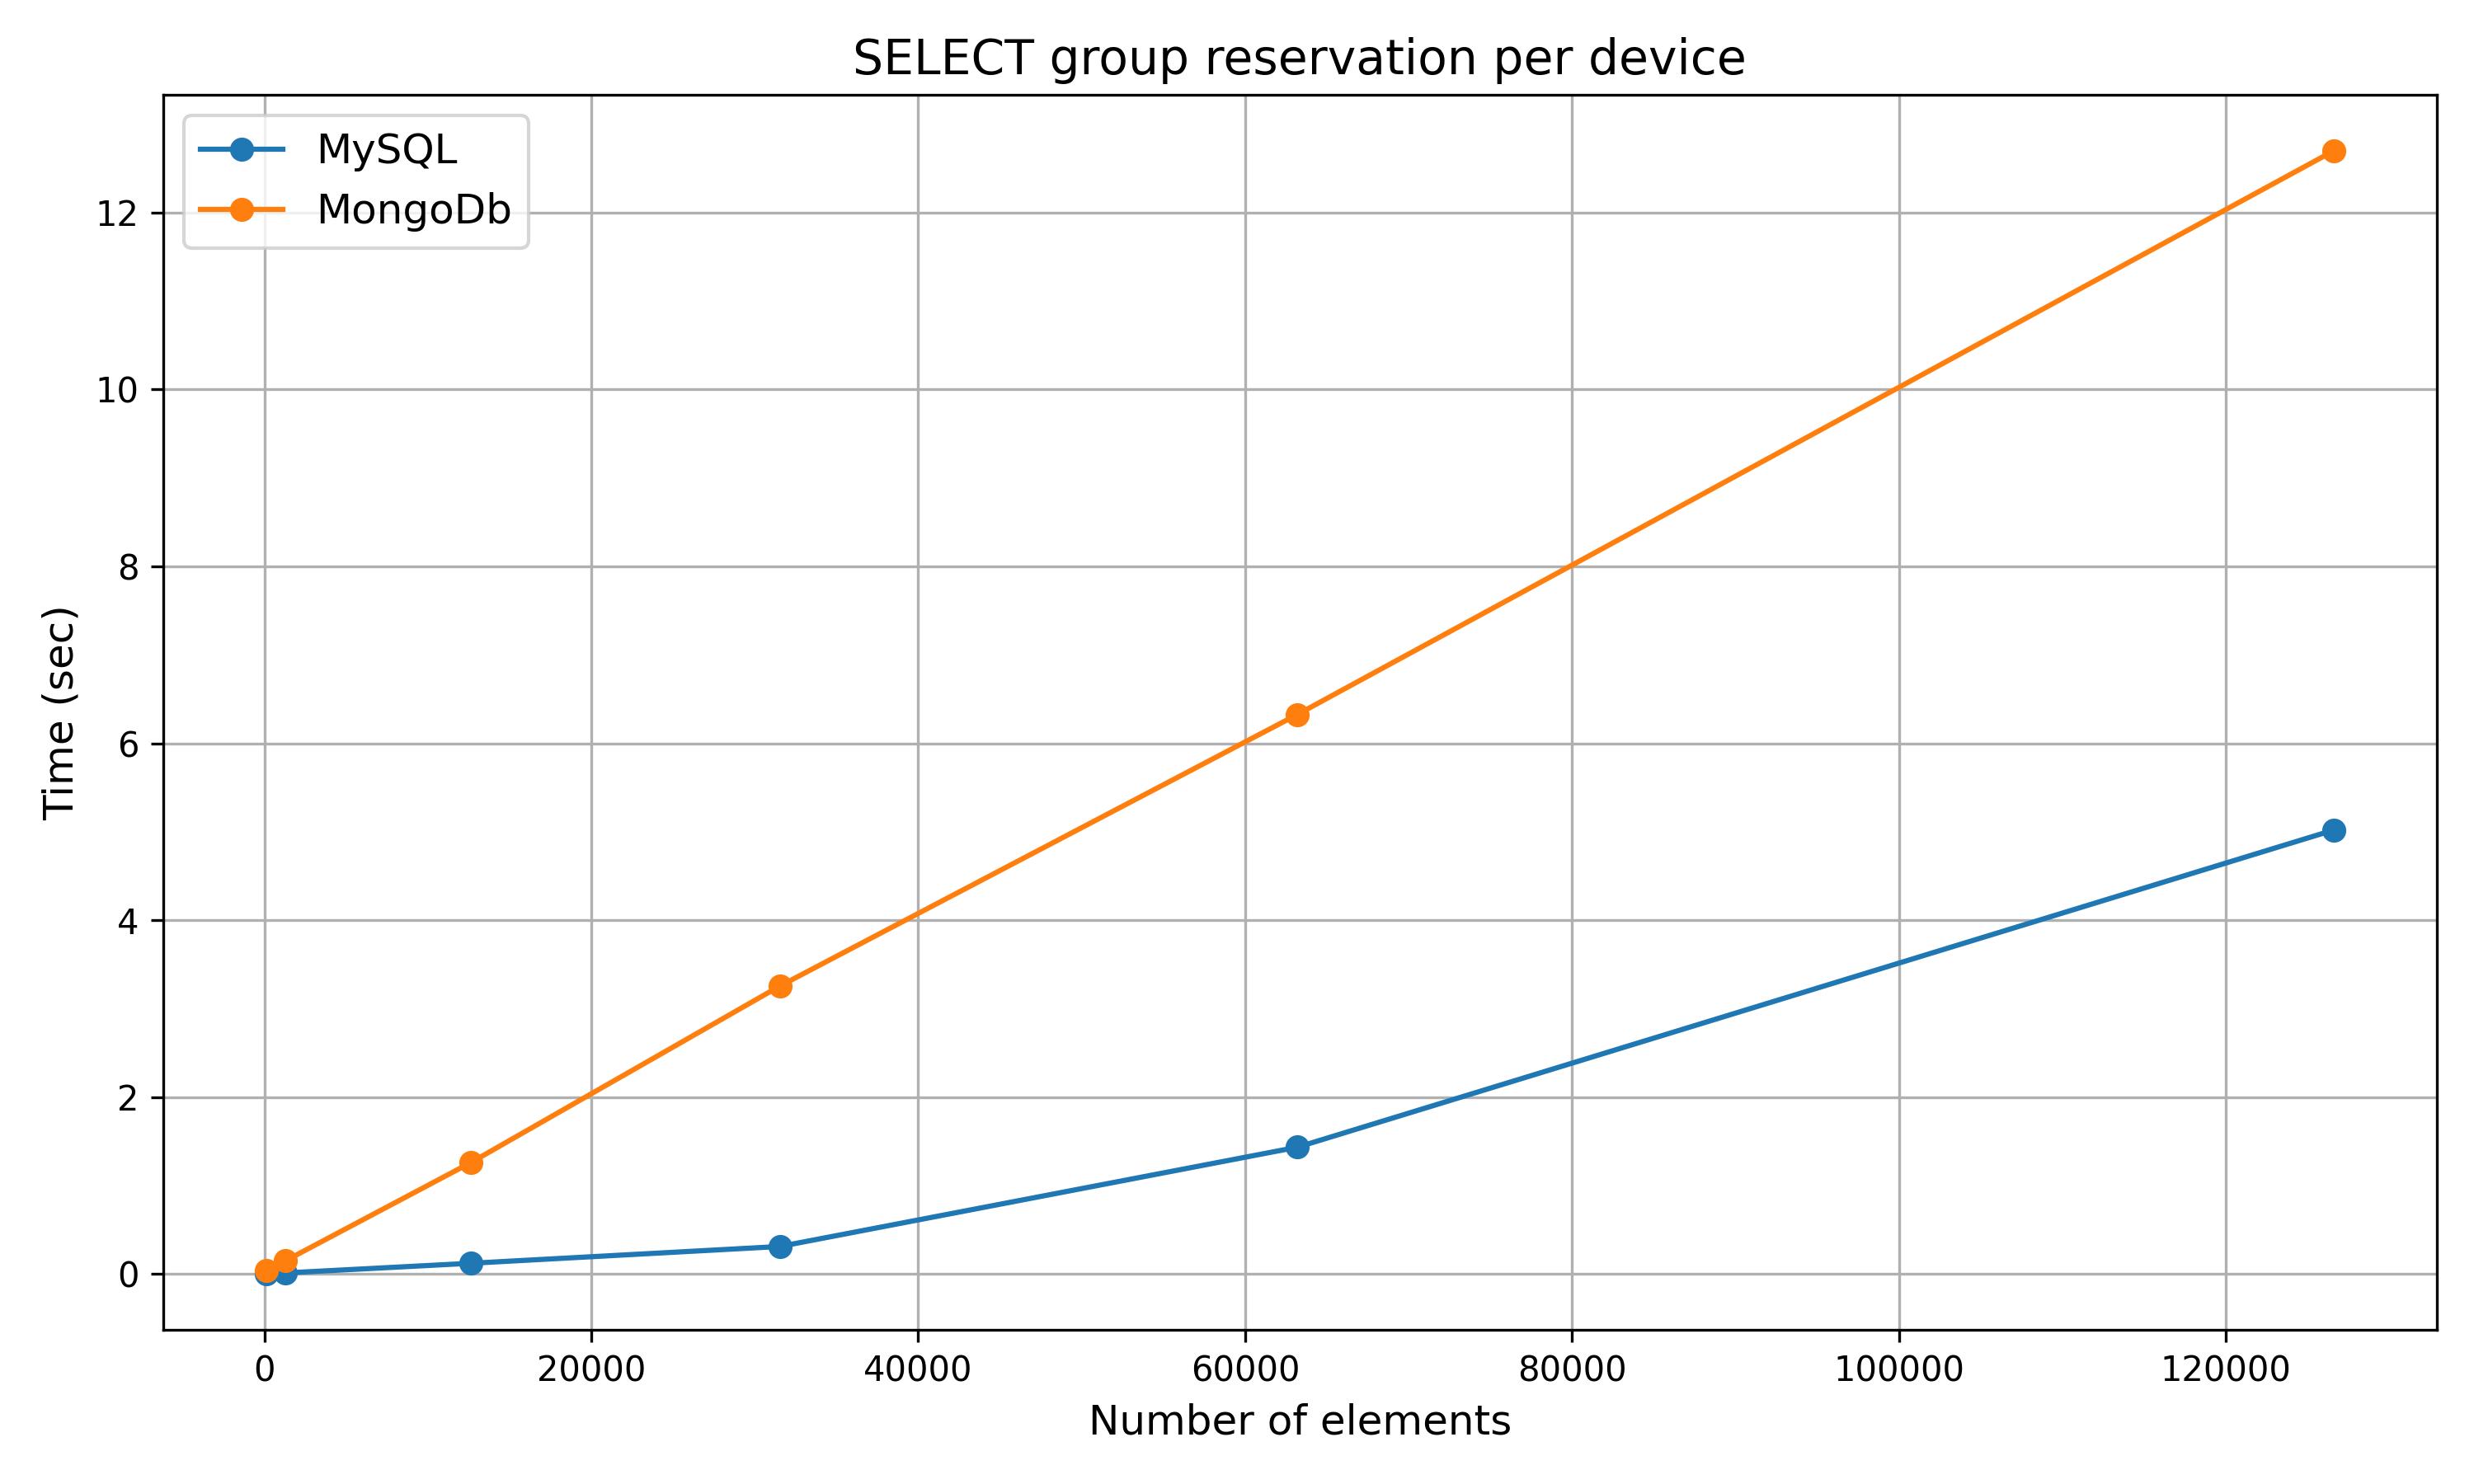 SELECT group reservation per device
MySQL
MongoDb
12
10
8
6
4
2
0
Time (sec)
0 20000 40000 60000 80000 100000 120000
Number of elements